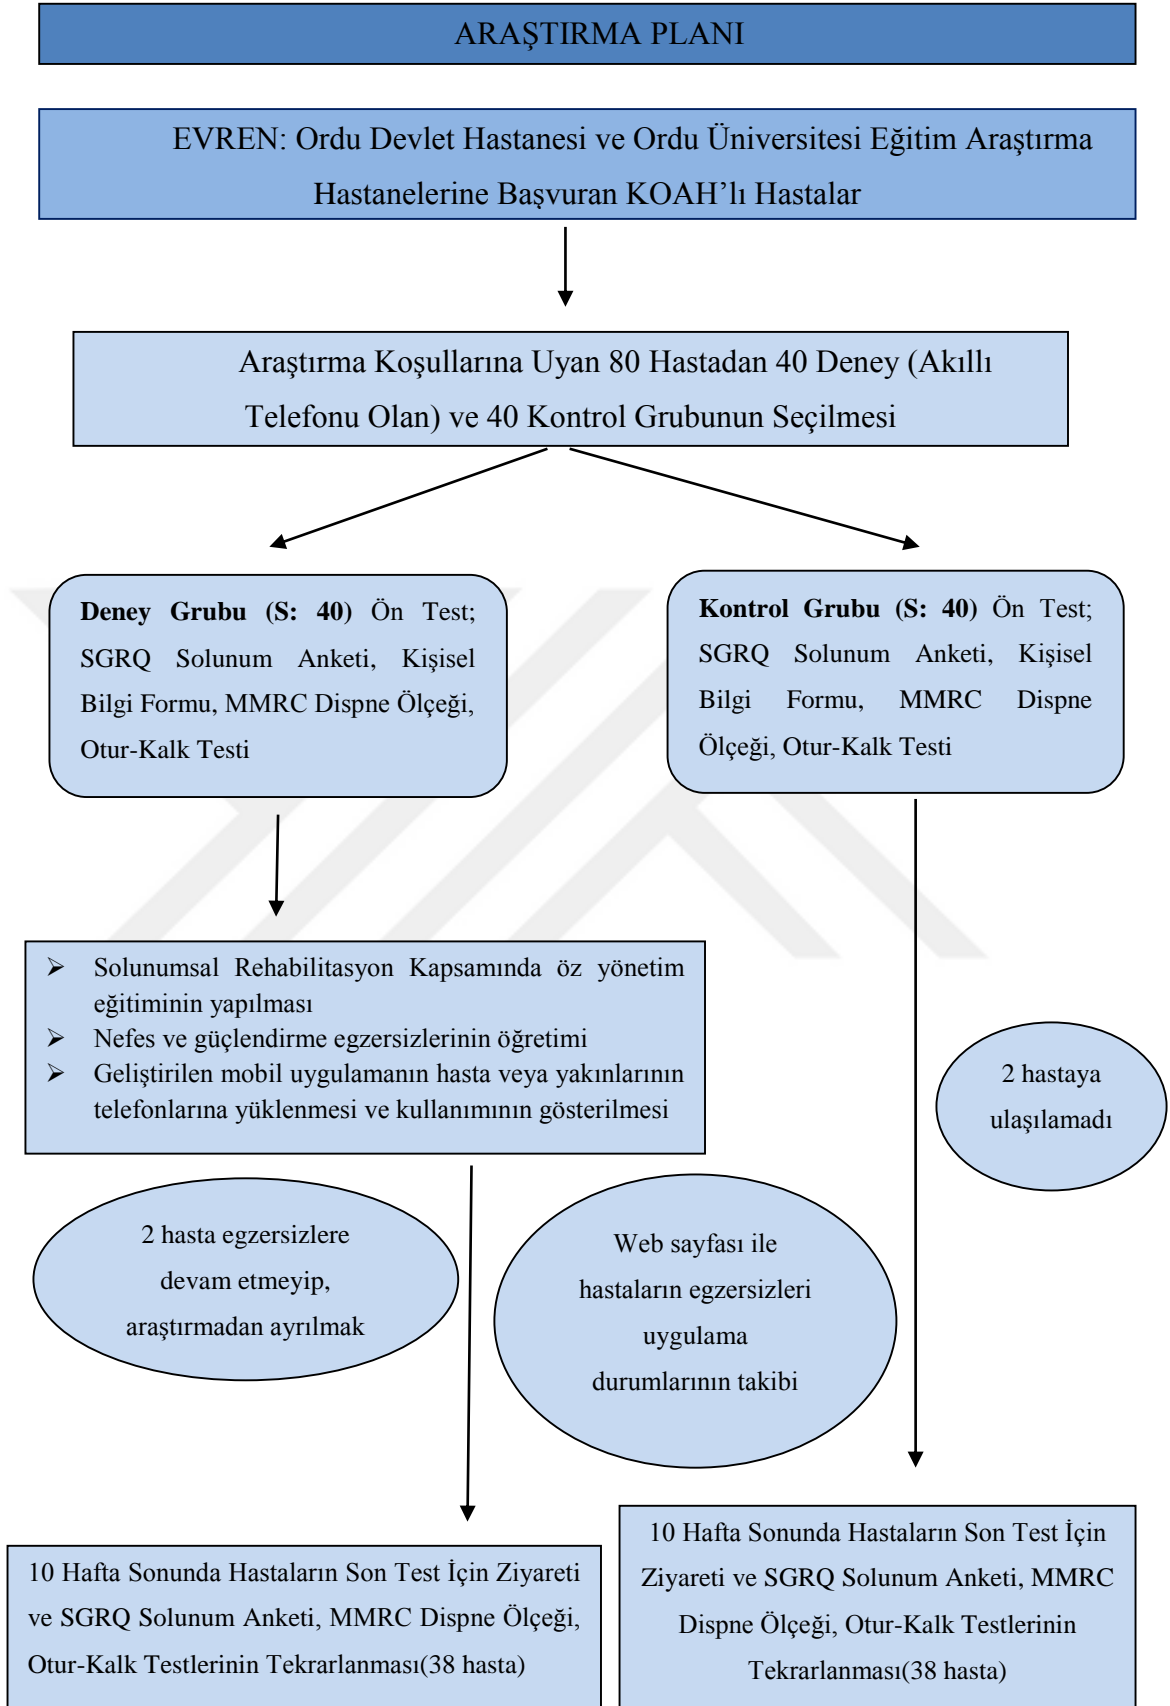 ARAŞTIRMA PLANI
EVREN: Ordu Devlet Hastanesi ve Ordu Üniversitesi Eğitim Araştırma
Hastanelerine Başvuran KOAH’lı Hastalar
Araştırma Koşullarına Uyan 80 Hastadan 40 Deney (Akıllı
Telefonu Olan) ve 40 Kontrol Grubunun Seçilmesi
Deney Grubu (S: 40) Ön Test;
SGRQ Solunum Anketi, Kişisel
Bilgi Formu, MMRC Dispne Ölçeği,
Otur-Kalk Testi
Kontrol Grubu (S: 40) Ön Test;
SGRQ Solunum Anketi, Kişisel
Bilgi Formu, MMRC Dispne
Ölçeği, Otur-Kalk Testi
➢ Solunumsal Rehabilitasyon Kapsamında öz yönetim
eğitiminin yapılması
➢ Nefes ve güçlendirme egzersizlerinin öğretimi
➢ Geliştirilen mobil uygulamanın hasta veya yakınlarının
telefonlarına yüklenmesi ve kullanımının gösterilmesi
2 hastaya
ulaşılamadı
2 hasta egzersizlere
devam etmeyip,
araştırmadan ayrılmak
Web sayfası ile
hastaların egzersizleri
uygulama
durumlarının takibi
10 Hafta Sonunda Hastaların Son Test İçin Ziyareti
ve SGRQ Solunum Anketi, MMRC Dispne Ölçeği,
Otur-Kalk Testlerinin Tekrarlanması(38 hasta)
10 Hafta Sonunda Hastaların Son Test İçin
Ziyareti ve SGRQ Solunum Anketi, MMRC
Dispne Ölçeği, Otur-Kalk Testlerinin
Tekrarlanması(38 hasta)